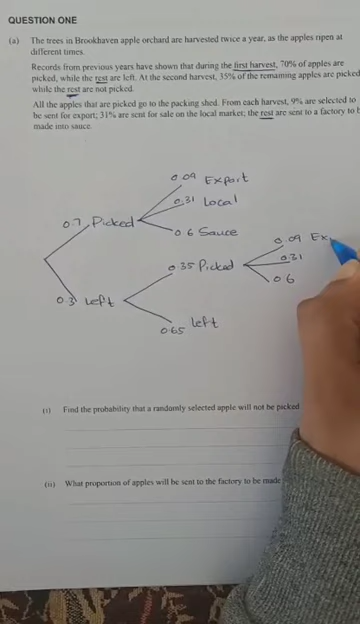 QUESTION ONE
(a) The trees in Brookhaven apple orchard are harvested twice a year, as the apples ripen at
different times.
Records from previous years have shown that during the first harvest, 70% of apples are
picked, while the rest are left. At the second harvest, 35% of the remaining apples are picked
while the rest are not picked.
All the apples that are picked go to the packing shed. From each harvest, 9% are selected to
be sent for export; 31% are sent for sale on the local market; the rest are sent to a factory to b
made into sauce.
0.09 Export
0.31 Local
0.7 Picked
0.6 Sauce
0.09 Ex
0.31
0.35 Picked
0.6
0.3 Left
0.65 left
(i) Find the probability that a randomly selected apple will not be picked
(ii) What proportion of apples will be sent to the factory to be made